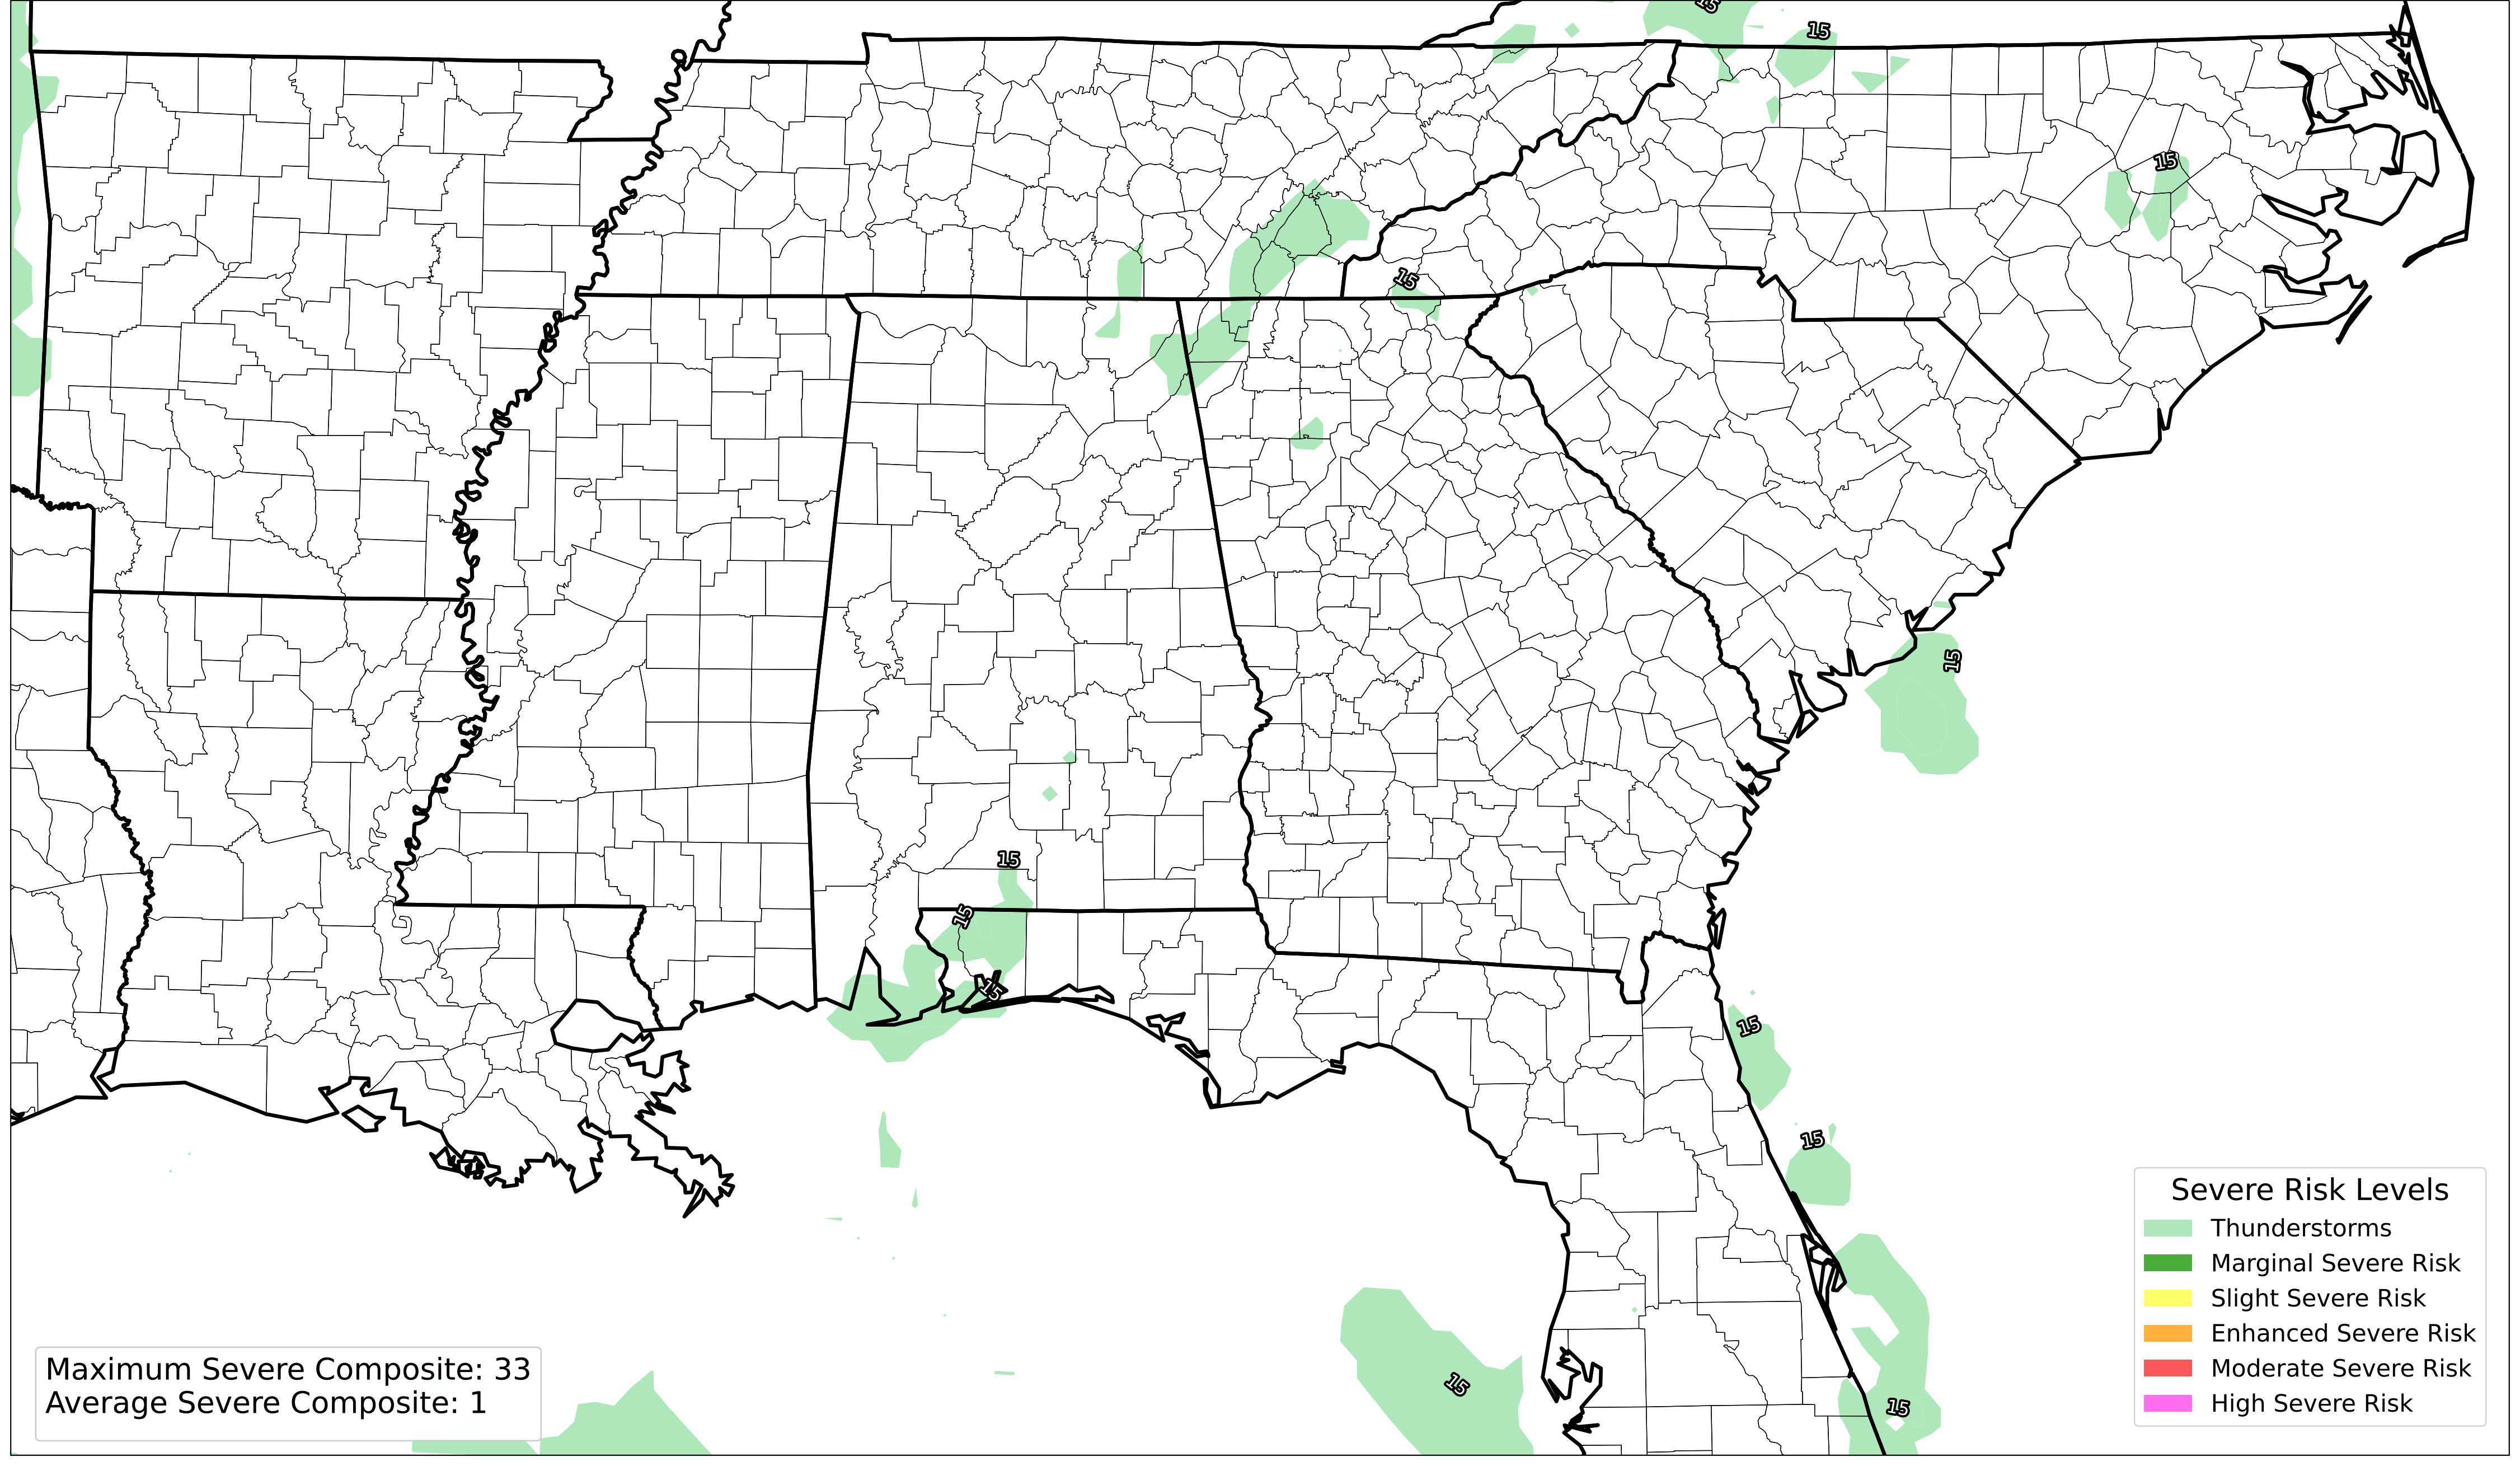 15
15
15
15
15
15
15
15
15
15
15
15
Severe Risk Levels
Thunderstorms
Marginal Severe Risk
Slight Severe Risk
Enhanced Severe Risk
Moderate Severe Risk
High Severe Risk
Maximum Severe Composite: 33
Average Severe Composite: 1